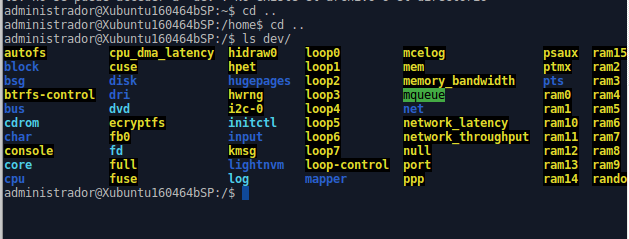 administrador@Xubuntu160464bSP:~$ cd ..
administrador@Xubuntu160464bSP:/home$ cd ..
administrador@Xubuntu160464bSP:/$ ls dev/
autofs cpu_dma_latency hidraw0 loop0 mcelog psaux ram15
block cuse hpet loop1 mem ptmx ram2
bsg disk hugepages loop2 memory_bandwidth pts ram3
btrfs-control dri hwrng loop3 mqueue ram0 ram4
bus dvd i2c-0 loop4 net ram1 ram5
cdrom ecryptfs initctl loop5 network_latency ram10 ram6
char fb0 input loop6 network_throughput ram11 ram7
console fd kmsg loop7 null ram12 ram8
core full lightnvm loop-control port ram13 ram9
cpu fuse log mapper ppp ram14 rando
administrador@Xubuntu160464bSP:/$